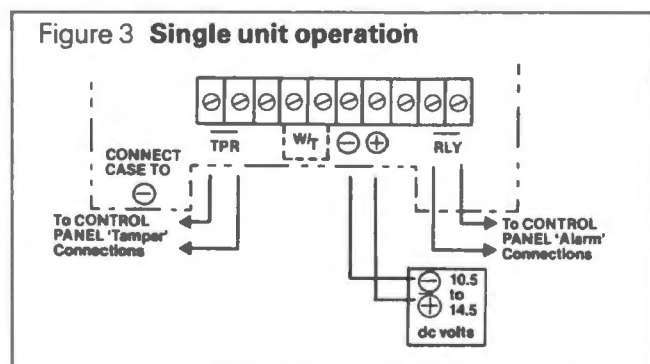 Figure 3 Single unit operation
TPR
W/T
⊖ ⊕
RLY
CONNECT
CASE TO
⊖
To CONTROL
PANEL 'Tamper'
Connections
To CONTROL
PANEL 'Alarm'
Connections
⊖ 10.5
to
⊕ 14.5
dc volts